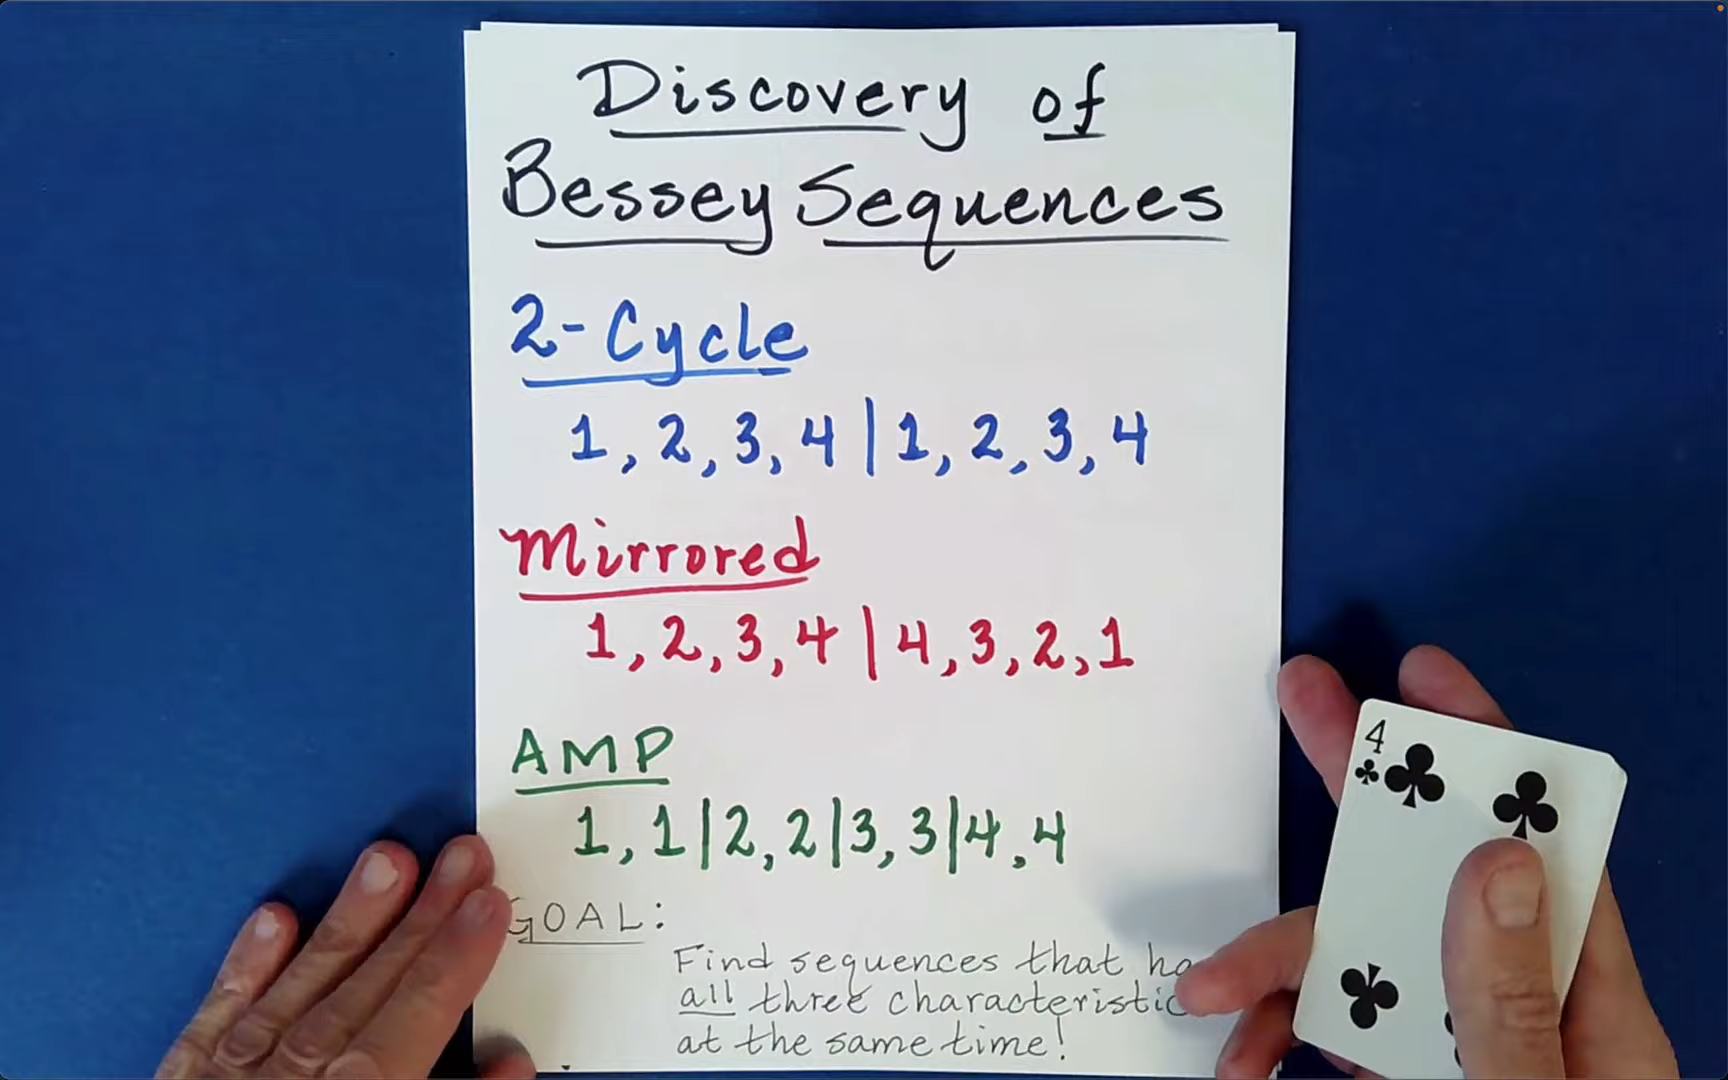 Discovery of
Bessey Sequences
2-Cycle
1, 2, 3, 4 | 1, 2, 3, 4
Mirrored
1, 2, 3, 4 | 4, 3, 2, 1
AMP
1, 1 | 2, 2 | 3, 3 | 4, 4
GOAL:
Find sequences that
all three
at the same time!
4